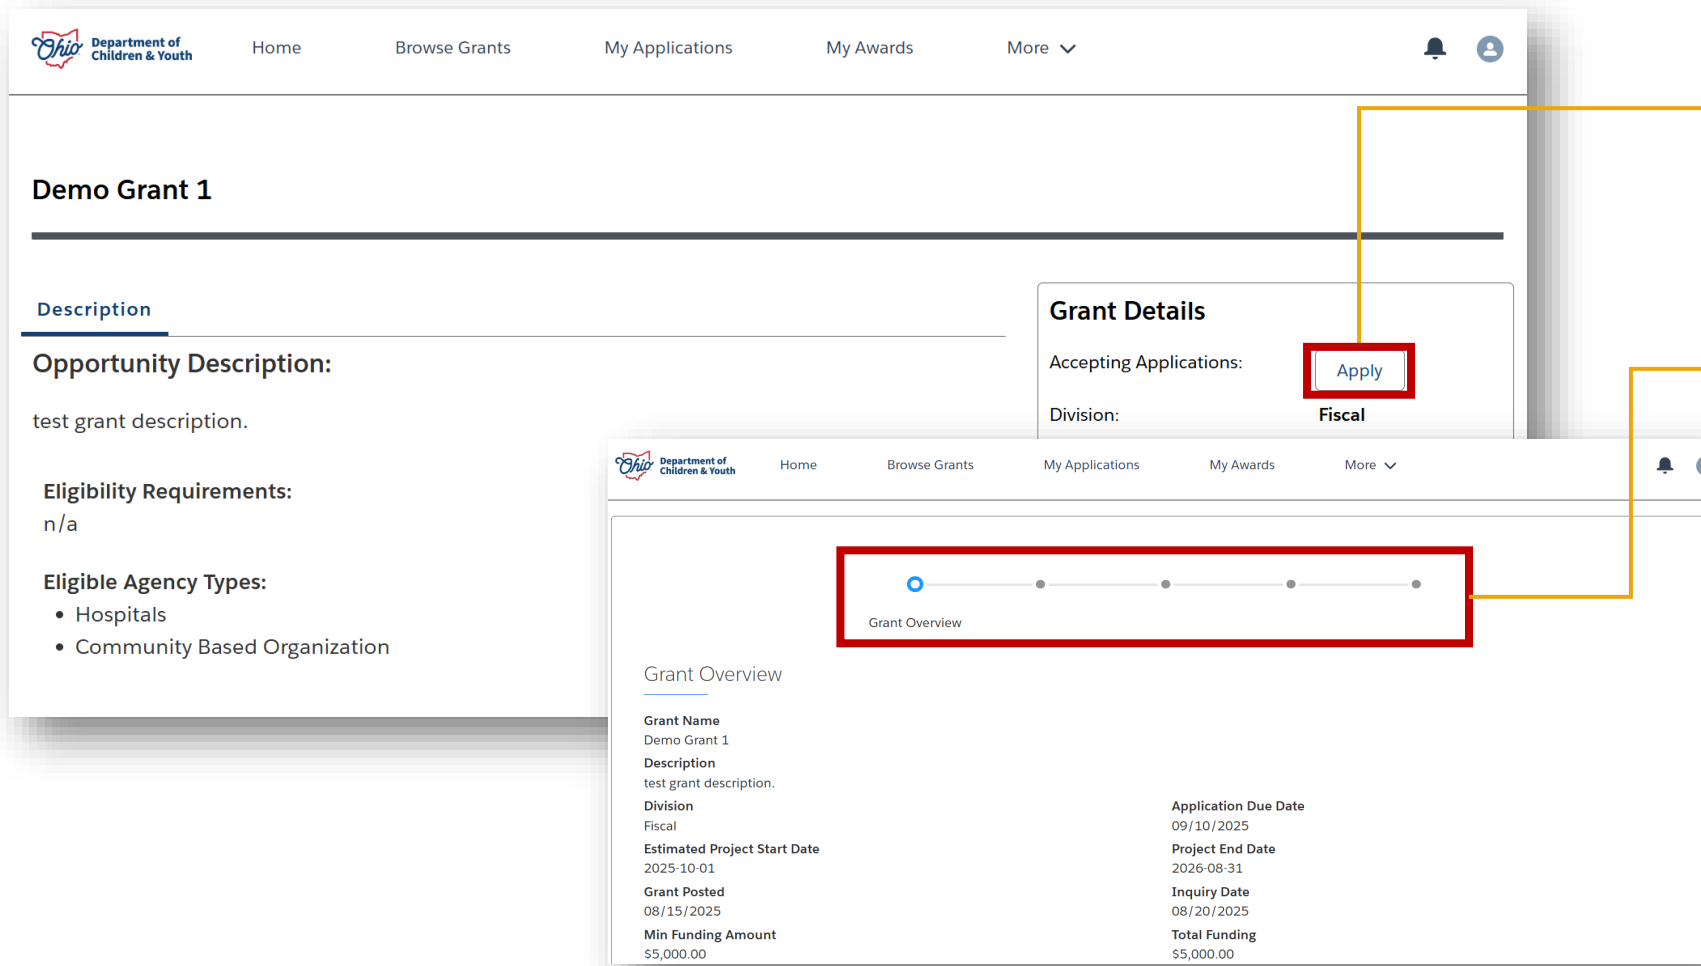 Ohio Department of
Children & Youth
Home
Browse Grants
My Applications
My Awards
More
Demo Grant 1
Description
Opportunity Description:
test grant description.
Eligibility Requirements:
n/a
Eligible Agency Types:
• Hospitals
• Community Based Organization
Grant Details
Accepting Applications:
Apply
Division:
Fiscal
Ohio Department of
Children & Youth
Home
Browse Grants
My Applications
My Awards
More
Grant Overview
Grant Overview
Grant Name
Demo Grant 1
Description
test grant description.
Division
Fiscal
Application Due Date
09/10/2025
Estimated Project Start Date
2025-10-01
Project End Date
2026-08-31
Grant Posted
08/15/2025
Inquiry Date
08/20/2025
Min Funding Amount
$5,000.00
Total Funding
$5,000.00